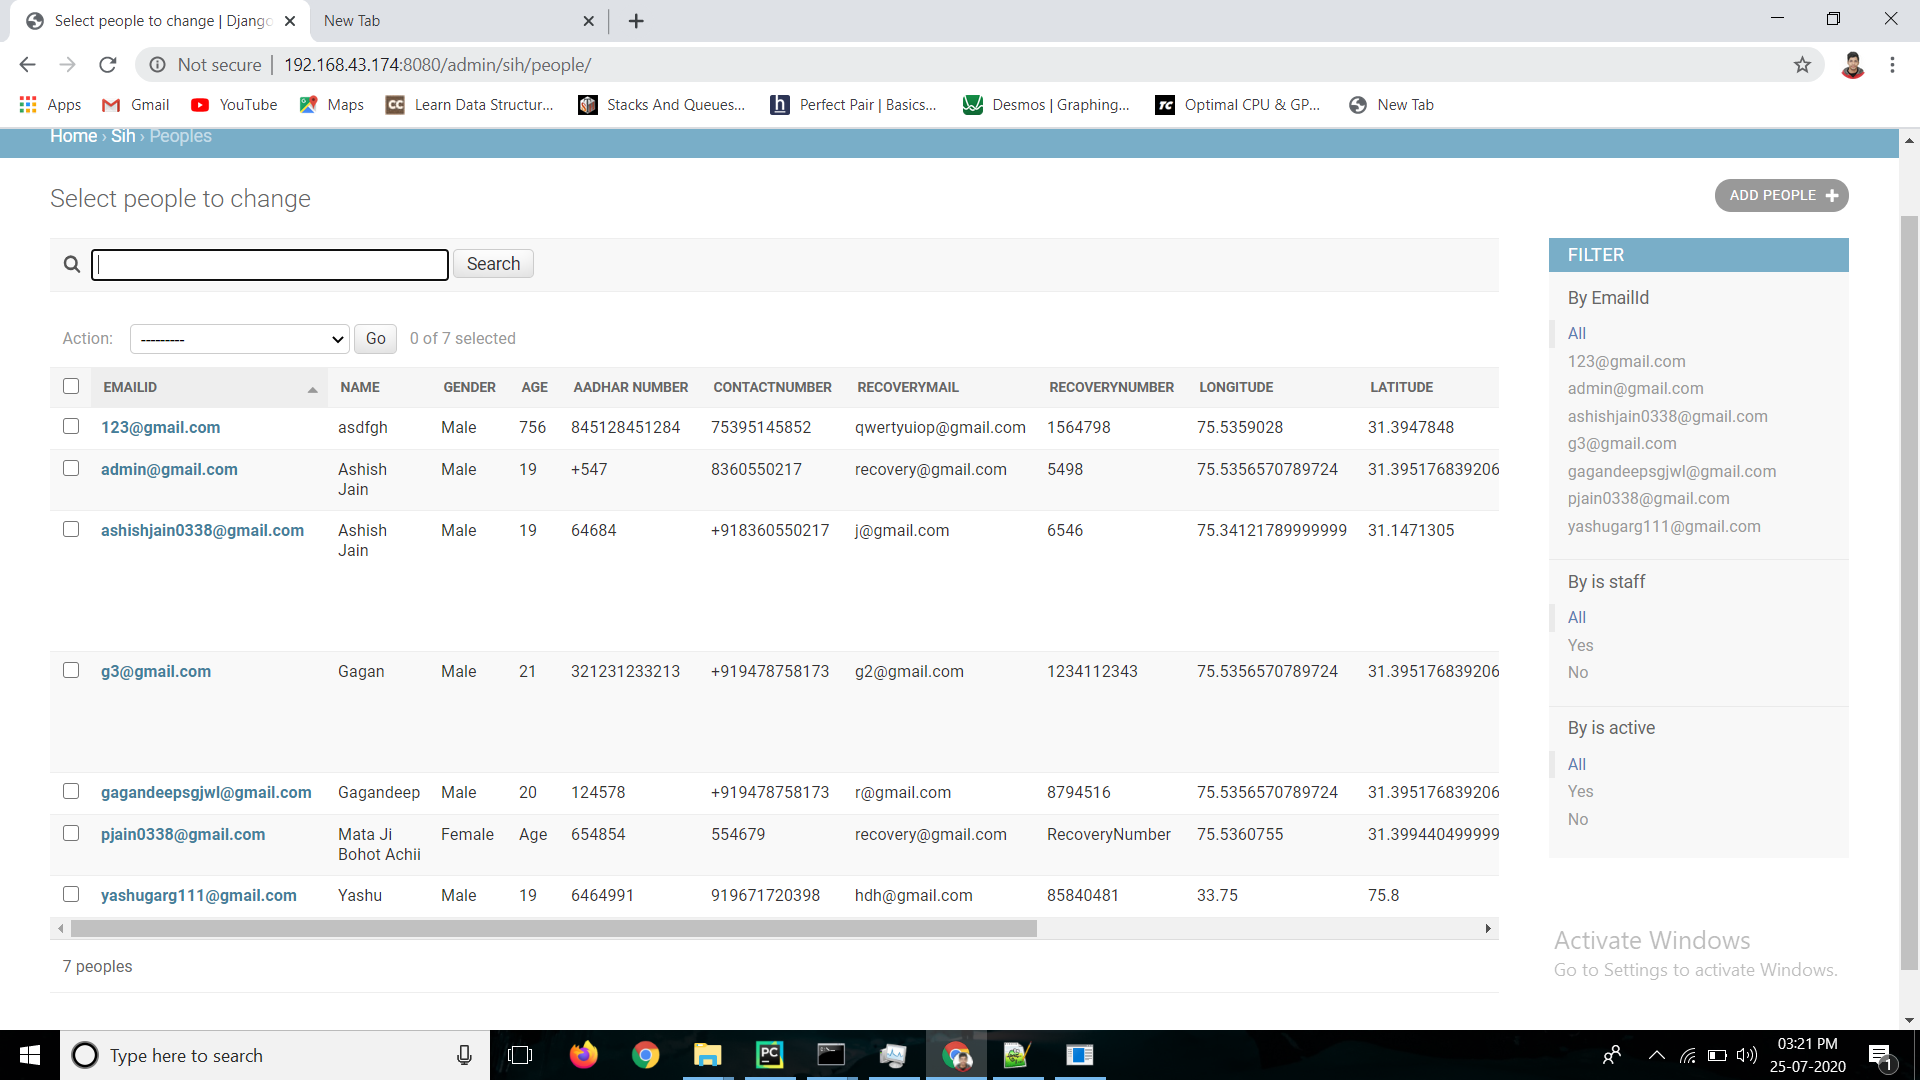 Select people to change | Django
New Tab
Not secure | 192.168.43.174:8080/admin/sih/people/
Apps Gmail YouTube Maps Learn Data Structur... Stacks And Queues... Perfect Pair | Basics... Desmos | Graphing... Optimal CPU & GP... New Tab
Home › Sih › Peoples
Select people to change
ADD PEOPLE +
Search
Action: --------- Go 0 of 7 selected
EMAILID NAME GENDER AGE AADHAR NUMBER CONTACTNUMBER RECOVERYMAIL RECOVERYNUMBER LONGITUDE LATITUDE
123@gmail.com asdfgh Male 756 845128451284 75395145852 qwertyuiop@gmail.com 1564798 75.5359028 31.3947848
admin@gmail.com Ashish Male 19 +547 8360550217 recovery@gmail.com 5498 75.5356570789724 31.395176839206
Jain
ashishjain0338@gmail.com Ashish Male 19 64684 +918360550217 j@gmail.com 6546 75.34121789999999 31.1471305
Jain
g3@gmail.com Gagan Male 21 321231233213 +919478758173 g2@gmail.com 1234112343 75.5356570789724 31.395176839206
gagandeepsgjwl@gmail.com Gagandeep Male 20 124578 +919478758173 r@gmail.com 8794516 75.5356570789724 31.395176839206
pjain0338@gmail.com Mata Ji Female Age 654854 554679 recovery@gmail.com RecoveryNumber 75.5360755 31.399440499999
Bohot Achii
yashugarg111@gmail.com Yashu Male 19 6464991 919671720398 hdh@gmail.com 85840481 33.75 75.8
7 peoples
FILTER
By EmailId
All
123@gmail.com
admin@gmail.com
ashishjain0338@gmail.com
g3@gmail.com
gagandeepsgjwl@gmail.com
pjain0338@gmail.com
yashugarg111@gmail.com
By is staff
All
Yes
No
By is active
All
Yes
No
Activate Windows
Go to Settings to activate Windows.
Type here to search
03:21 PM
25-07-2020
1